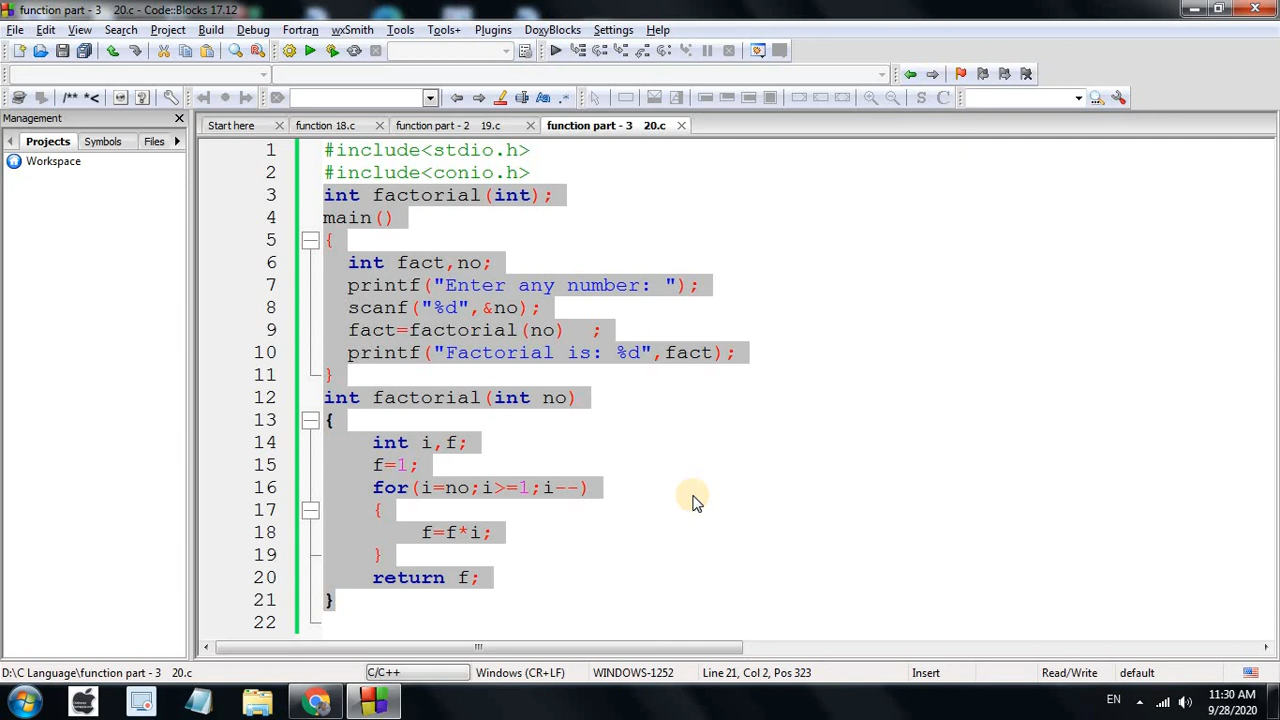 function part - 3    20.c - Code::Blocks 17.12
File Edit View Search Project Build Debug Fortran wxSmith Tools Tools+ Plugins DoxyBlocks Settings Help
/** *<
S C
Management
Projects Symbols Files
Workspace
Start here function 18.c function part - 2    19.c function part - 3    20.c
1 #include<stdio.h>
2 #include<conio.h>
3 int factorial(int);
4 main()
5 {
6   int fact,no;
7   printf("Enter any number: ");
8   scanf("%d",&no);
9   fact=factorial(no)  ;
10   printf("Factorial is: %d",fact);
11 }
12 int factorial(int no)
13 {
14     int i,f;
15     f=1;
16     for(i=no;i>=1;i--)
17     {
18         f=f*i;
19     }
20     return f;
21 }
22
D:\C Language\function part - 3    20.c C/C++ Windows (CR+LF) WINDOWS-1252 Line 21, Col 2, Pos 323 Insert Read/Write default
EN 11:30 AM
9/28/2020